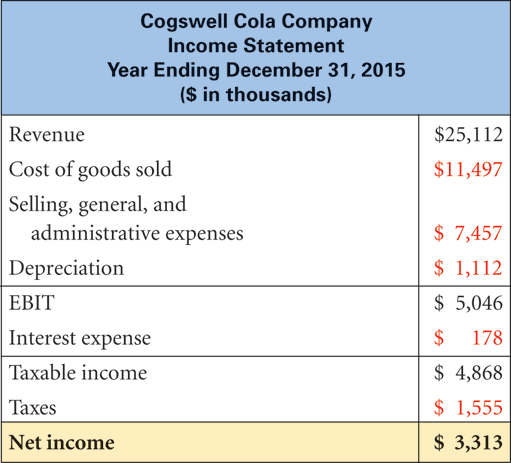 Cogswell Cola Company
Income Statement
Year Ending December 31, 2015
($ in thousands)
Revenue $25,112
Cost of goods sold $11,497
Selling, general, and
administrative expenses $ 7,457
Depreciation $ 1,112
EBIT $ 5,046
Interest expense $ 178
Taxable income $ 4,868
Taxes $ 1,555
Net income $ 3,313